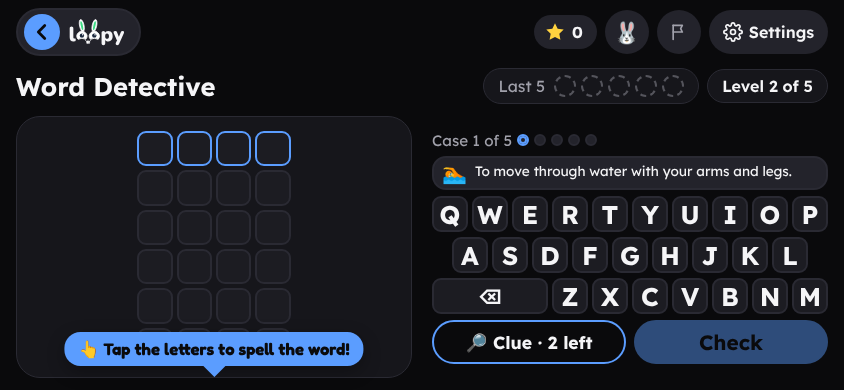 loopy
0
Settings
Word Detective
Last 5
Level 2 of 5
Case 1 of 5
To move through water with your arms and legs.
Q W E R T Y U I O P
A S D F G H J K L
Z X C V B N M
Tap the letters to spell the word!
Clue · 2 left
Check